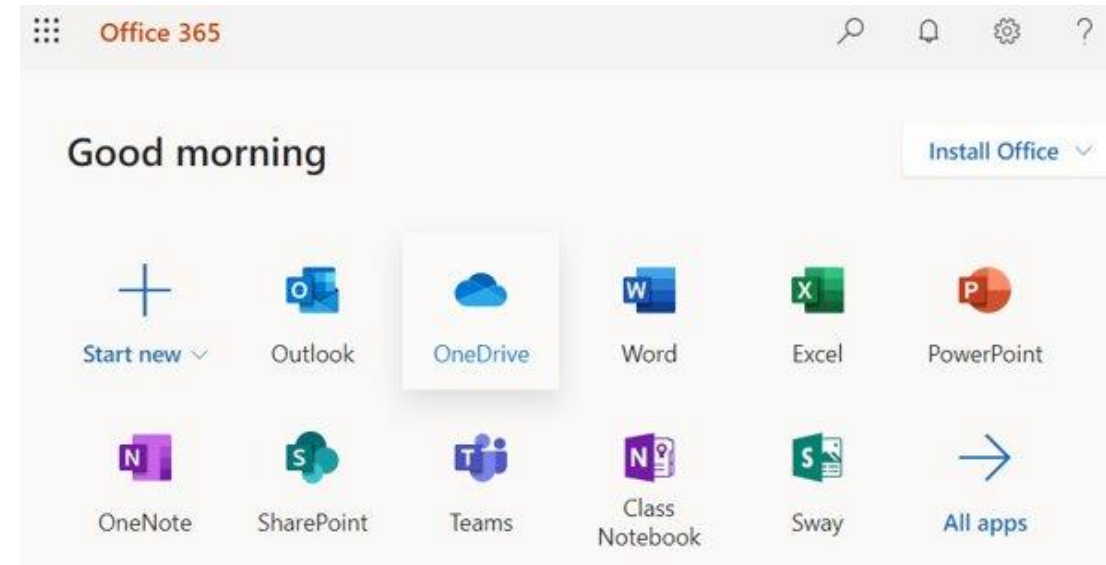 Office 365
?
Good morning
Install Office
Start new
Outlook
OneDrive
Word
Excel
PowerPoint
OneNote
SharePoint
Teams
Class
Notebook
Sway
All apps